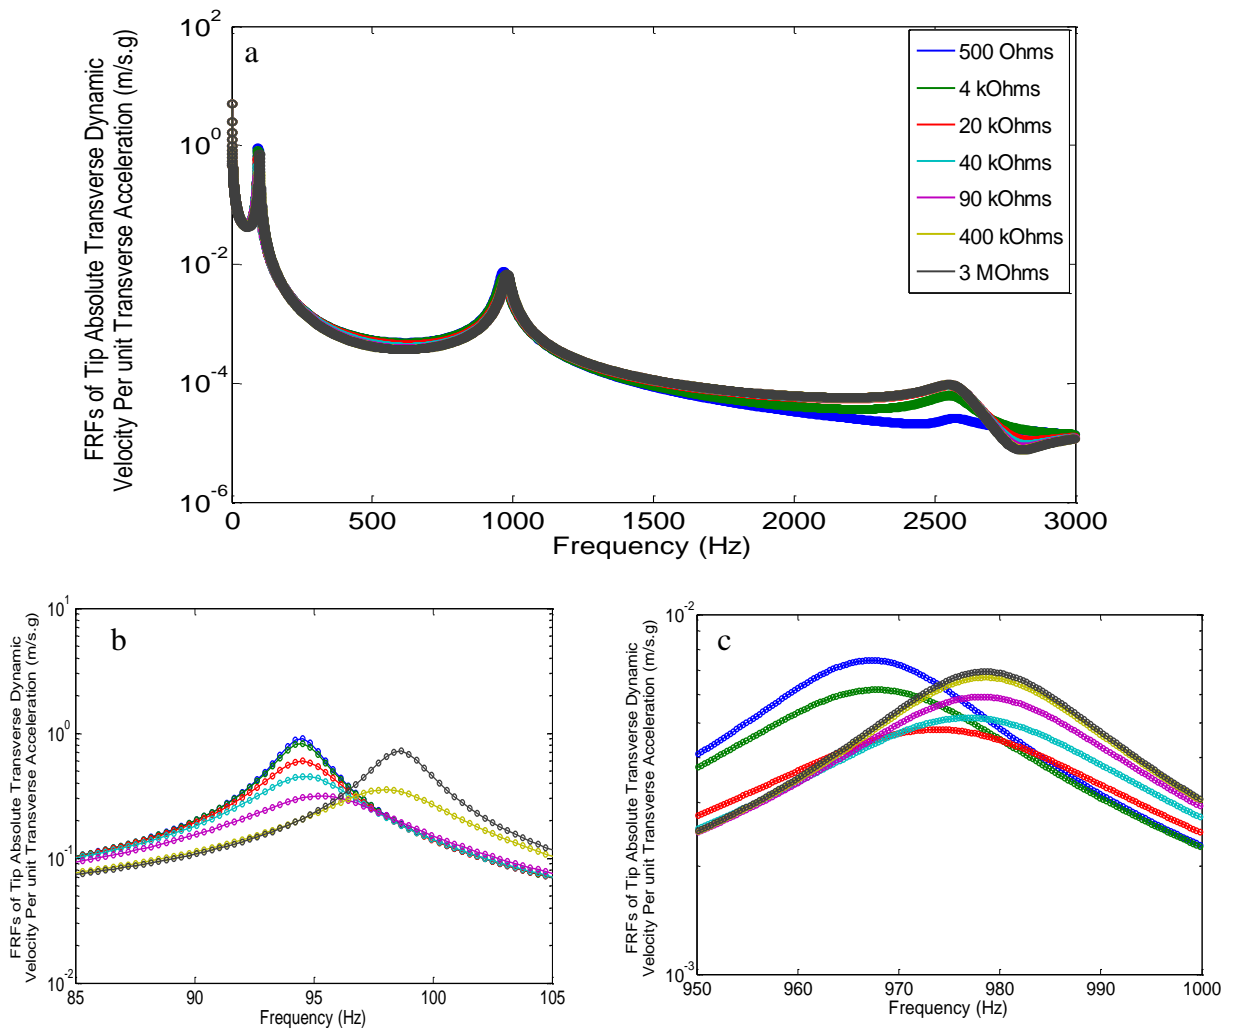 FRFs of Tip Absolute Transverse Dynamic
Velocity Per unit Transverse Acceleration (m/s.g)
10^2
10^0
10^-2
10^-4
10^-6
a
500 Ohms
4 kOhms
20 kOhms
40 kOhms
90 kOhms
400 kOhms
3 MOhms
0 500 1000 1500 2000 2500 3000
Frequency (Hz)
FRFs of Tip Absolute Transverse Dynamic
Velocity Per unit Transverse Acceleration (m/s.g)
10^1
10^0
10^-1
10^-2
b
85 90 95 100 105
Frequency (Hz)
FRFs of Tip Absolute Transverse Dynamic
Velocity Per unit Transverse Acceleration (m/s.g)
10^-2
10^-3
c
950 960 970 980 990 1000
Frequency (Hz)